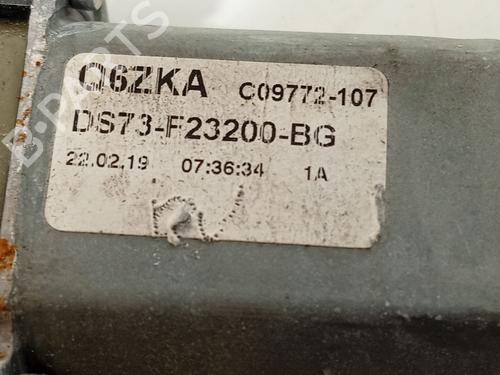 Q6ZKA C09772-107
DS73-F23200-BG
22.02.19 07:36:34 1A
B-PARTS